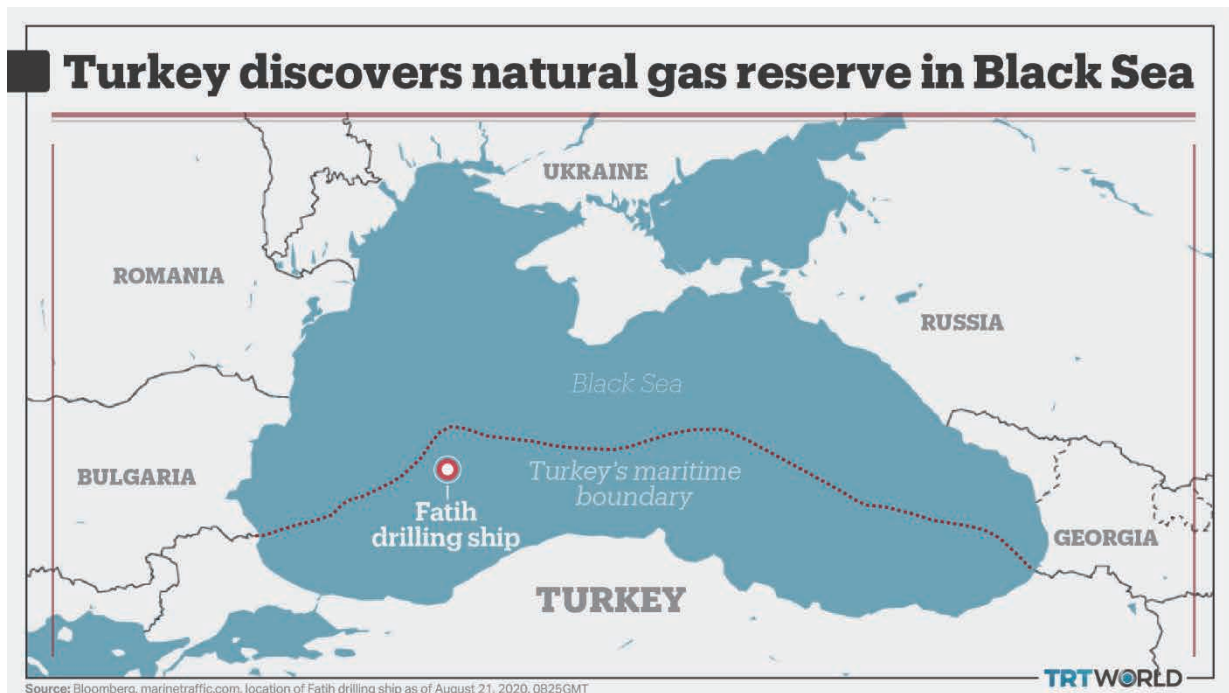 Turkey discovers natural gas reserve in Black Sea
UKRAINE
ROMANIA
RUSSIA
Black Sea
BULGARIA
Turkey's maritime
boundary
Fatih
drilling ship
GEORGIA
TURKEY
TRTWORLD
Source: Bloomberg, marinetraffic.com, location of Fatih drilling ship as of August 21, 2020, 0825GMT